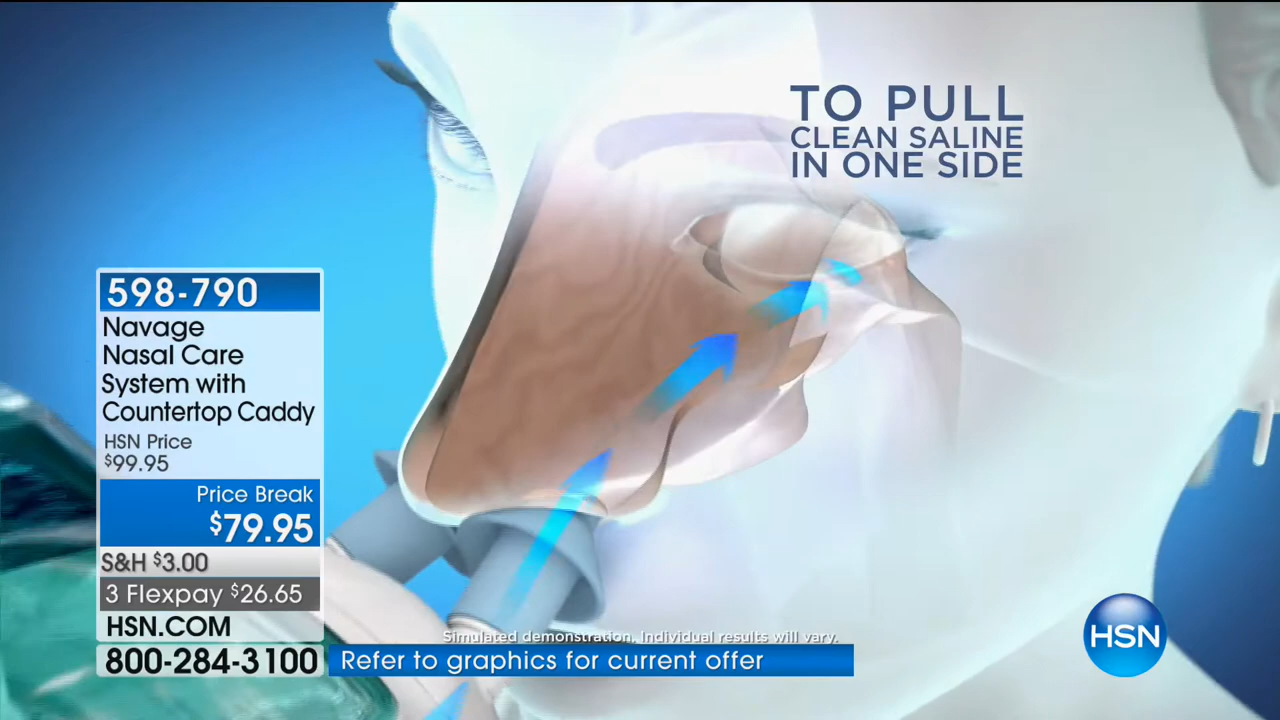 TO PULL
CLEAN SALINE
IN ONE SIDE
598-790
Navage
Nasal Care
System with
Countertop Caddy
HSN Price
$99.95
Price Break
$79.95
S&H $3.00
3 Flexpay $26.65
HSN.COM
800-284-3100
Simulated demonstration. Individual results will vary.
Refer to graphics for current offer
HSN